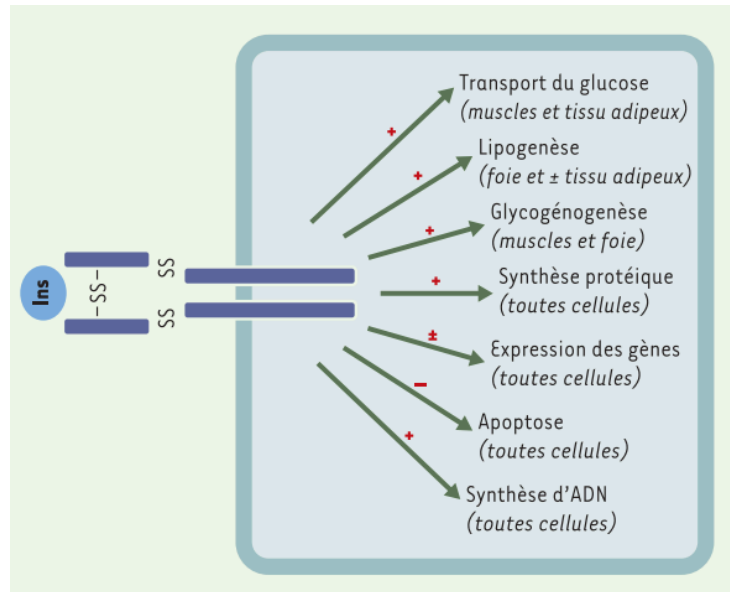 Transport du glucose
(muscles et tissu adipeux)
+
Lipogenèse
(foie et ± tissu adipeux)
+
Glycogénogenèse
(muscles et foie)
+
Synthèse protéique
(toutes cellules)
+
Expression des gènes
(toutes cellules)
±
Apoptose
(toutes cellules)
−
Synthèse d’ADN
(toutes cellules)
+
Ins
–SS–
SS
SS